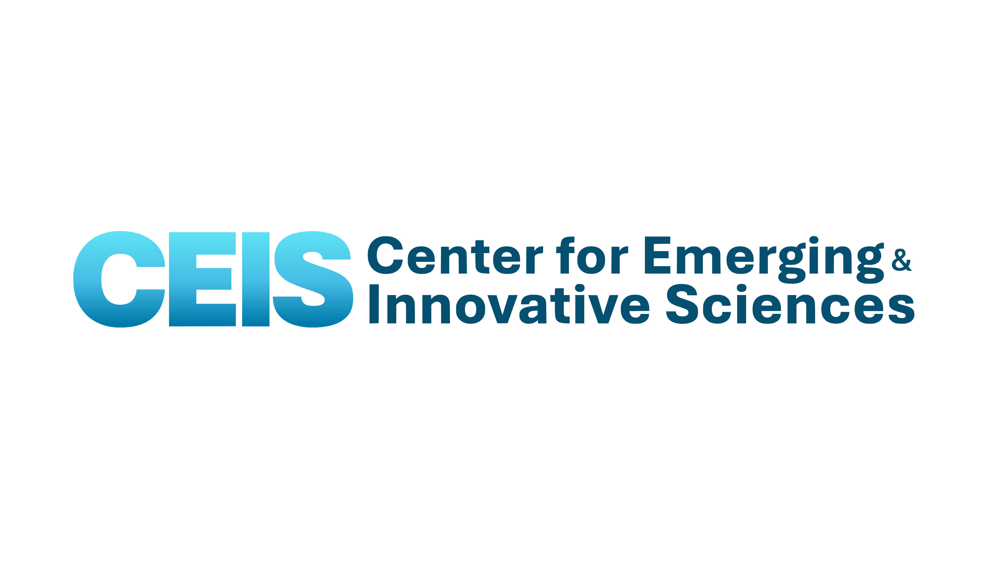 CEIS
Center for Emerging &
Innovative Sciences